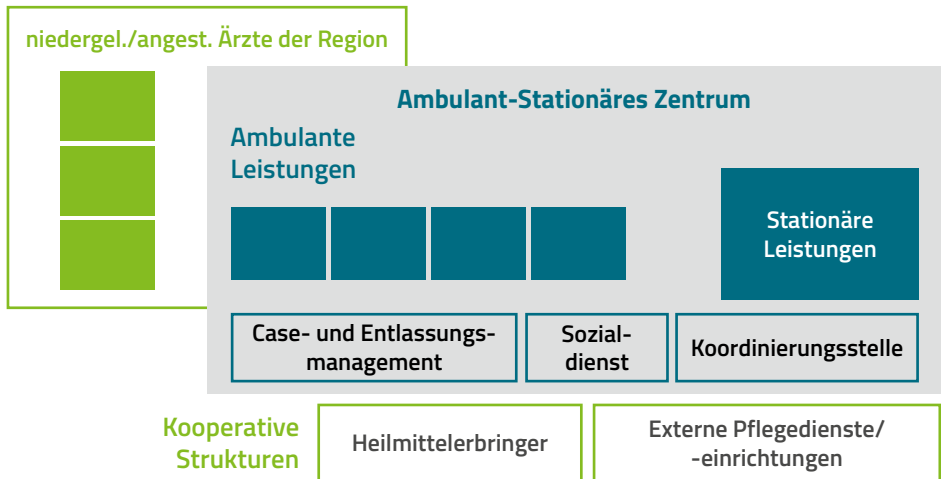 niedergel./angest. Ärzte der Region
Ambulant-Stationäres Zentrum
Ambulante
Leistungen
Stationäre
Leistungen
Case- und Entlassungs-
management
Sozial-
dienst
Koordinierungsstelle
Kooperative
Strukturen
Heilmittelerbringer
Externe Pflegedienste/
-einrichtungen